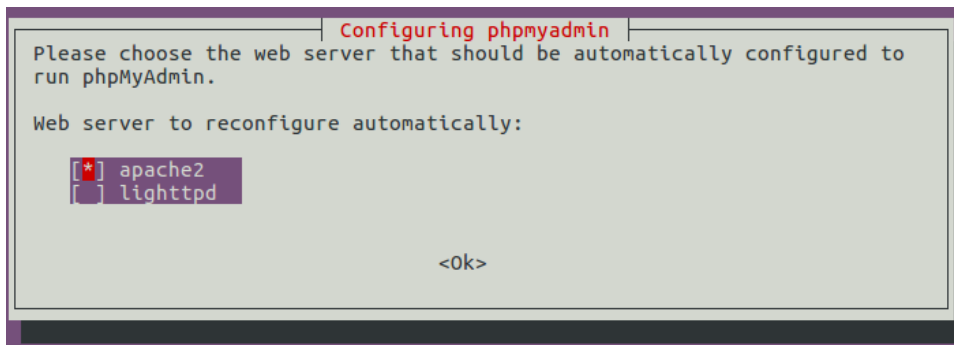 Configuring phpmyadmin
Please choose the web server that should be automatically configured to
run phpMyAdmin.
Web server to reconfigure automatically:
[*] apache2
[ ] lighttpd
<Ok>